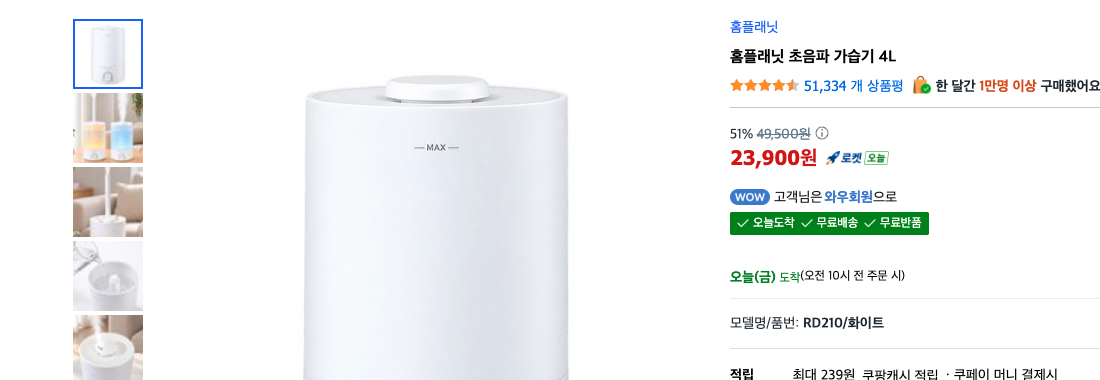 홈플래닛
홈플래닛 초음파 가습기 4L
51,334 개 상품평 한 달간 1만명 이상 구매했어요
51% 49,500원
23,900원 로켓 오늘
WOW 고객님은 와우회원으로
오늘도착 무료배송 무료반품
오늘(금) 도착(오전 10시 전 주문 시)
모델명/품번: RD210/화이트
적립 최대 239원 쿠팡캐시 적립 · 쿠페이 머니 결제시
MAX